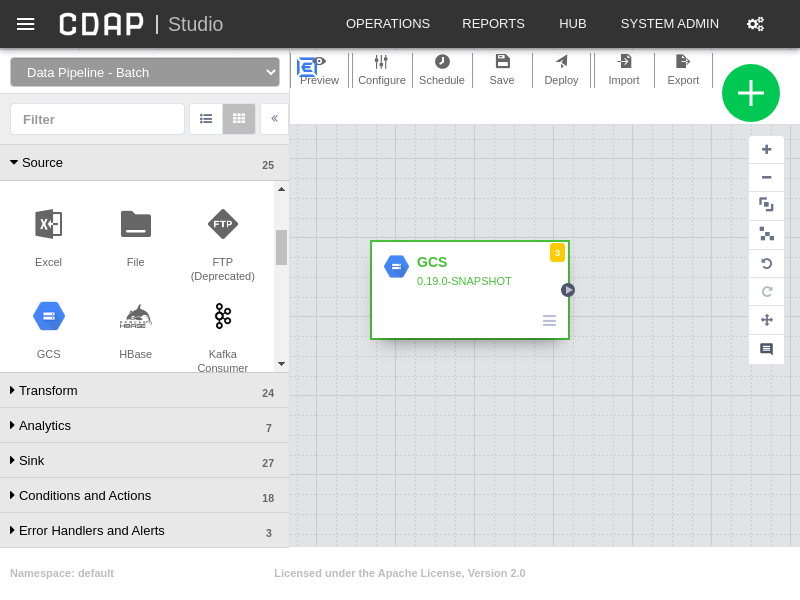 CDAP | Studio
OPERATIONS
REPORTS
HUB
SYSTEM ADMIN
Data Pipeline - Batch
Preview
Configure
Schedule
Save
Deploy
Import
Export
Filter
Source
25
Excel
File
FTP
FTP
(Deprecated)
GCS
HBase
Kafka
Consumer
GCS
0.19.0-SNAPSHOT
3
Transform
24
Analytics
7
Sink
27
Conditions and Actions
18
Error Handlers and Alerts
3
Namespace: default
Licensed under the Apache License, Version 2.0